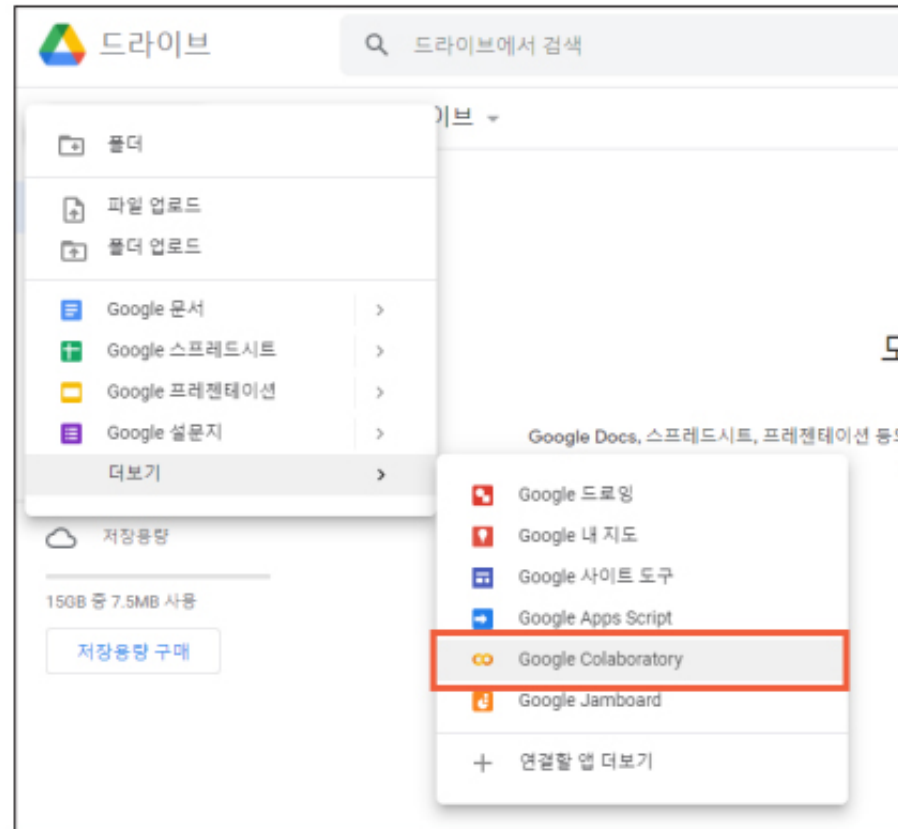 드라이브
드라이브에서 검색
이브
폴더
파일 업로드
폴더 업로드
Google 문서
Google 스프레드시트
Google 프레젠테이션
Google 설문지
더보기
Google Docs, 스프레드시트, 프레젠테이션 등
Google 드로잉
Google 내 지도
Google 사이트 도구
Google Apps Script
Google Colaboratory
Google Jamboard
연결할 앱 더보기
저장용량
15GB 중 7.5MB 사용
저장용량 구매